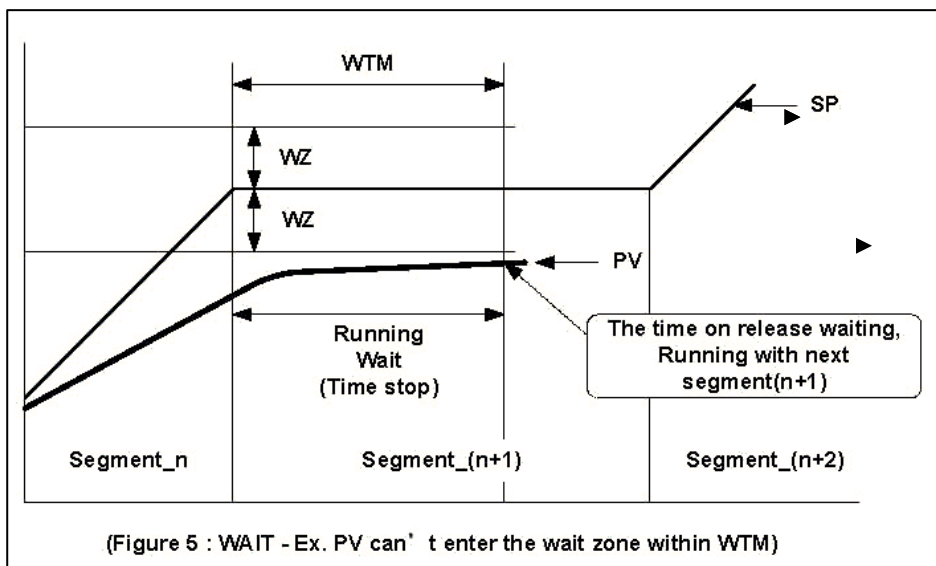 WTM
SP
WZ
WZ
PV
Running
Wait
(Time stop)
The time on release waiting,
Running with next
segment(n+1)
Segment_n
Segment_(n+1)
Segment_(n+2)
(Figure 5 : WAIT - Ex. PV can't enter the wait zone within WTM)